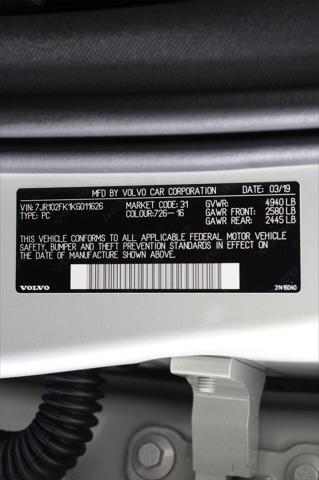 MFD BY VOLVO CAR CORPORATION DATE: 03/19
VIN: 7JR102FK1KG011626 MARKET CODE: 31 GVWR: 4940 LB
TYPE: PC COLOUR:726-16 GAWR FRONT: 2580 LB
GAWR REAR: 2445 LB
THIS VEHICLE CONFORMS TO ALL APPLICABLE FEDERAL MOTOR VEHICLE
SAFETY, BUMPER AND THEFT PREVENTION STANDARDS IN EFFECT ON
THE DATE OF MANUFACTURE SHOWN ABOVE.
VOLVO 31416040